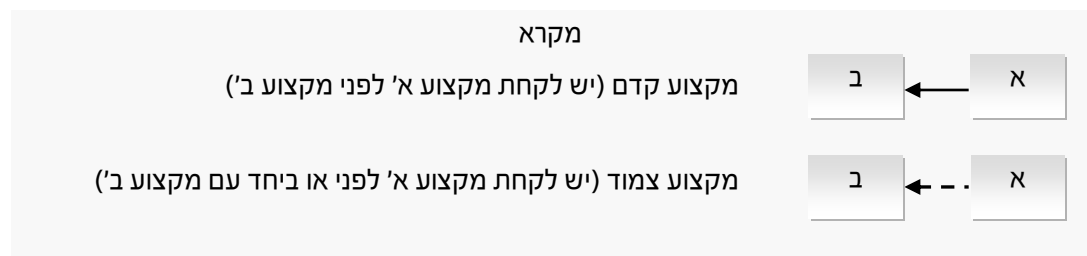 מקרא
א
ב
מקצוע קדם (יש לקחת מקצוע א' לפני מקצוע ב')
א
ב
מקצוע צמוד (יש לקחת מקצוע א' לפני או ביחד עם מקצוע ב')